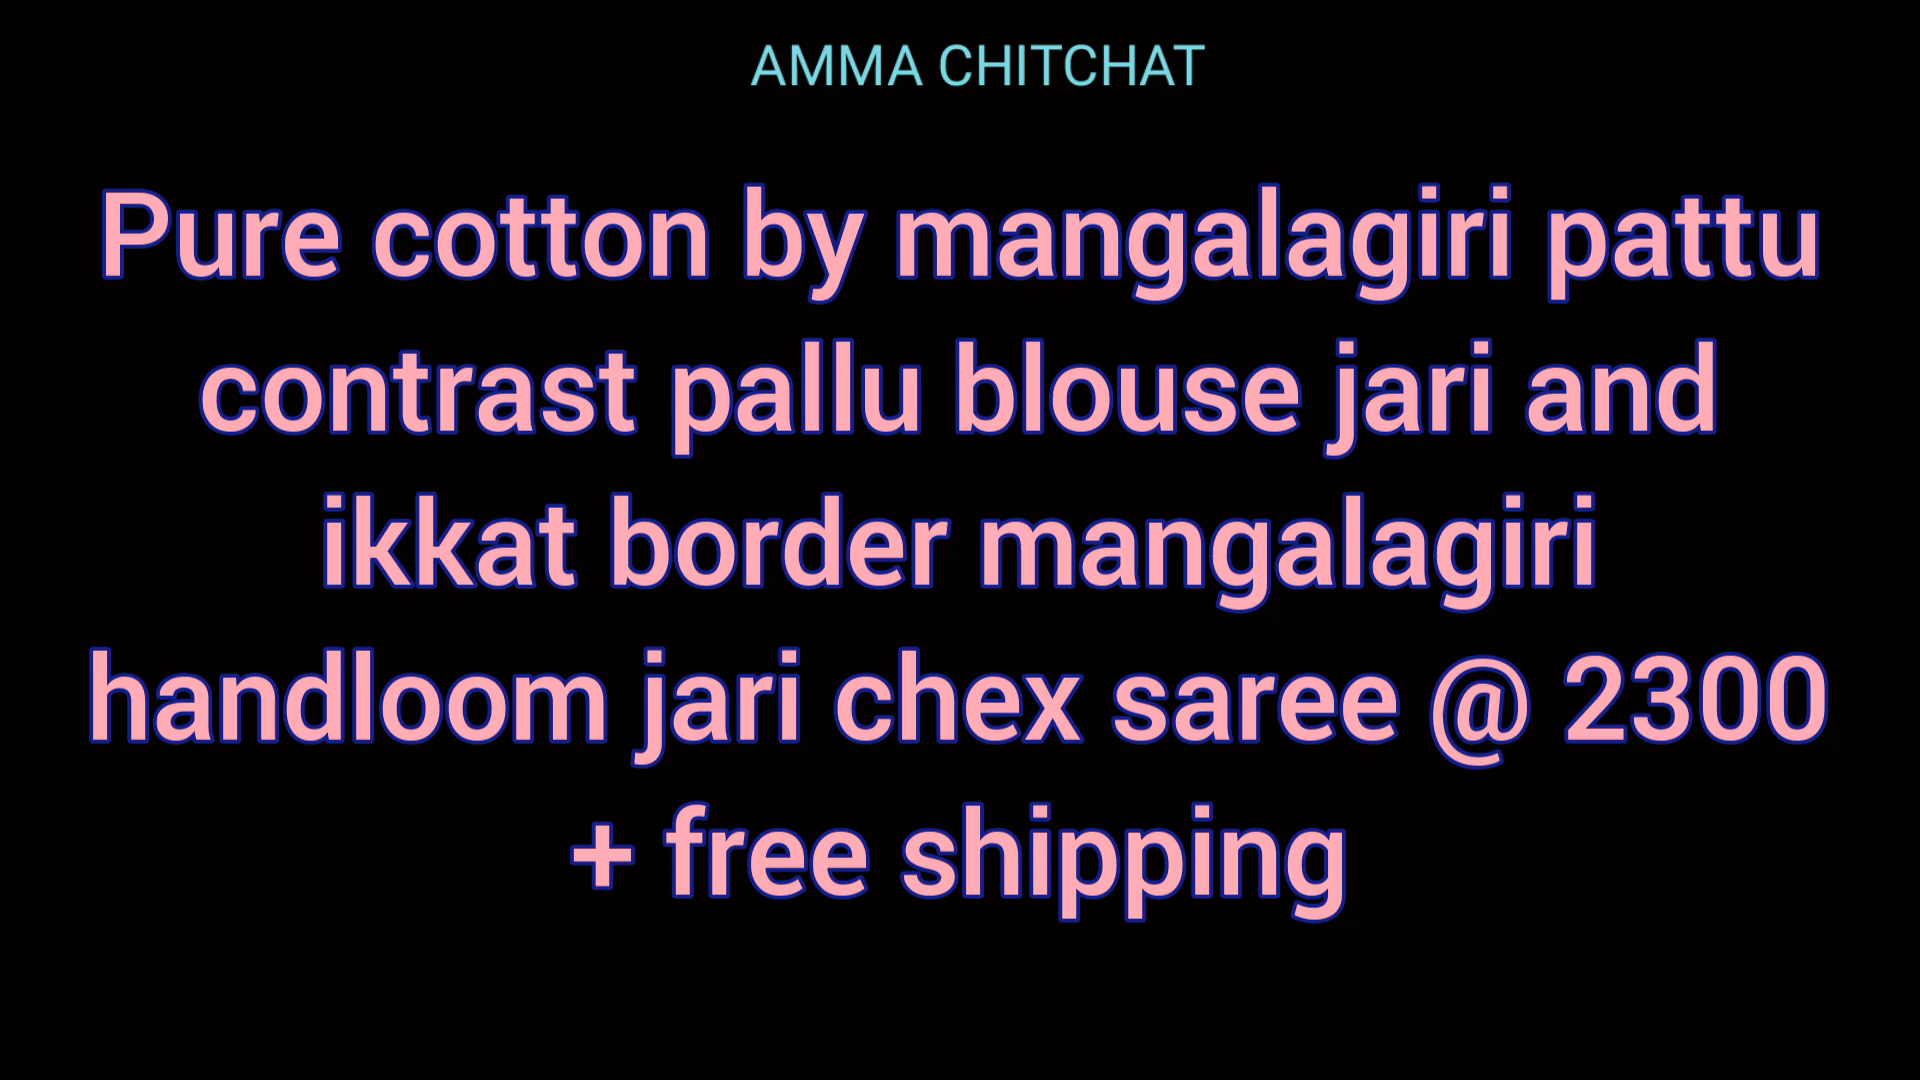 AMMA CHITCHAT
Pure cotton by mangalagiri pattu
contrast pallu blouse jari and
ikkat border mangalagiri
handloom jari chex saree @ 2300
+ free shipping